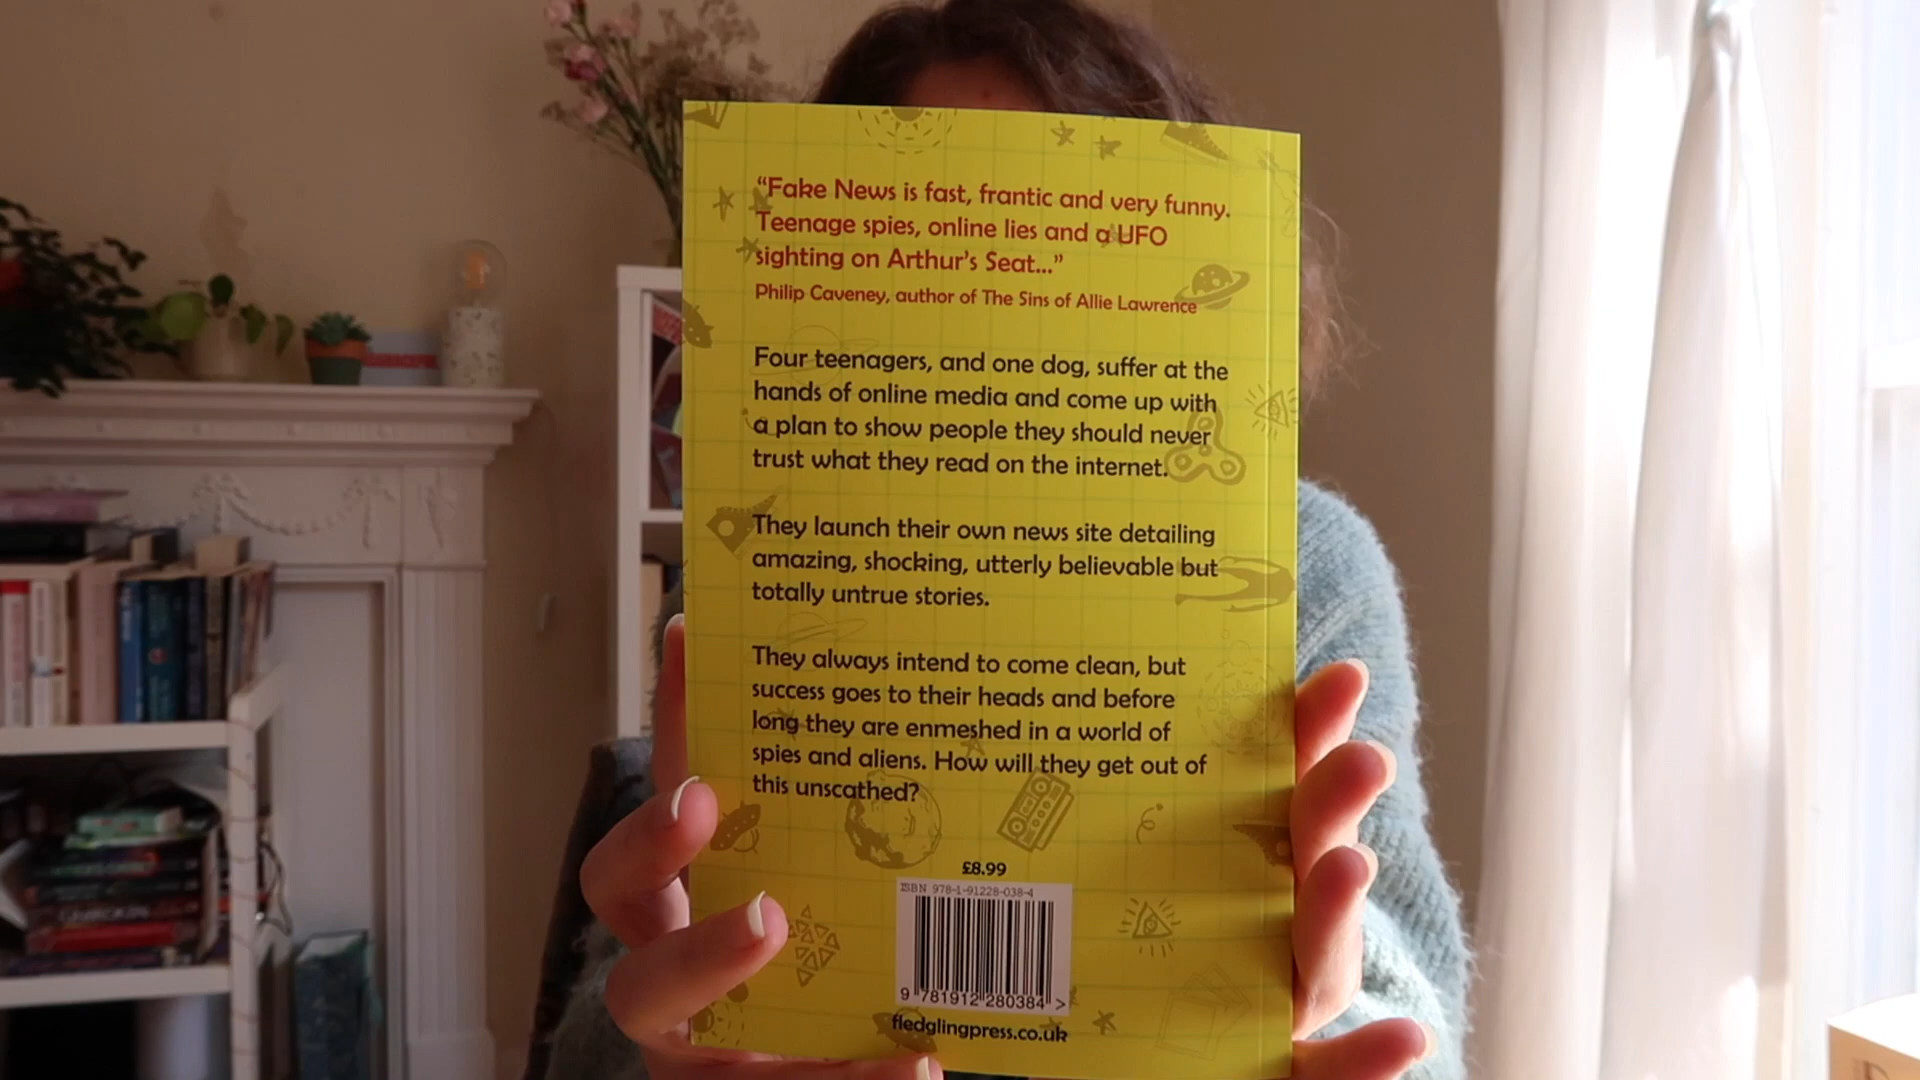 “Fake News is fast, frantic and very funny.
Teenage spies, online lies and a UFO
sighting on Arthur’s Seat...”
Philip Caveney, author of The Sins of Allie Lawrence
Four teenagers, and one dog, suffer at the
hands of online media and come up with
a plan to show people they should never
trust what they read on the internet.
They launch their own news site detailing
amazing, shocking, utterly believable but
totally untrue stories.
They always intend to come clean, but
success goes to their heads and before
long they are enmeshed in a world of
spies and aliens. How will they get out of
this unscathed?
£8.99
ISBN 978-1-91228-038-4
9 781912 280384 >
fledglingpress.co.uk